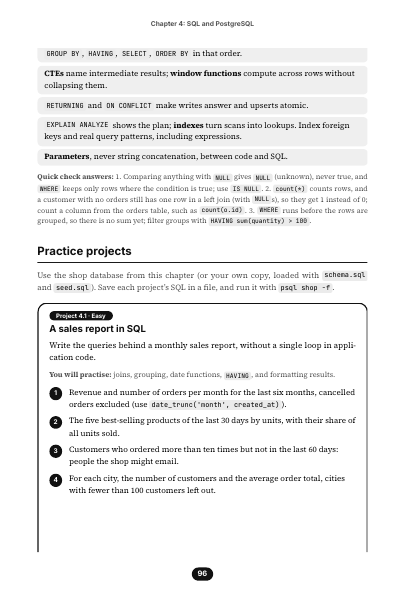 Chapter 4: SQL and PostgreSQL
GROUP BY, HAVING, SELECT, ORDER BY in that order.
CTEs name intermediate results; window functions compute across rows without
collapsing them.
RETURNING and ON CONFLICT make writes answer and upserts atomic.
EXPLAIN ANALYZE shows the plan; indexes turn scans into lookups. Index foreign
keys and real query patterns, including expressions.
Parameters, never string concatenation, between code and SQL.
Quick check answers: 1. Comparing anything with NULL gives NULL (unknown), never true, and
WHERE keeps only rows where the condition is true; use IS NULL. 2. count(*) counts rows, and
a customer with no orders still has one row in a left join (with NULLs), so they get 1 instead of 0;
count a column from the orders table, such as count(o.id). 3. WHERE runs before the rows are
grouped, so there is no sum yet; filter groups with HAVING sum(quantity) > 100.
Practice projects
Use the shop database from this chapter (or your own copy, loaded with schema.sql
and seed.sql). Save each project's SQL in a file, and run it with psql shop -f.
Project 4.1 · Easy
A sales report in SQL
Write the queries behind a monthly sales report, without a single loop in appli-
cation code.
You will practise: joins, grouping, date functions, HAVING, and formatting results.
1 Revenue and number of orders per month for the last six months, cancelled
orders excluded (use date_trunc('month', created_at)).
2 The five best-selling products of the last 30 days by units, with their share of
all units sold.
3 Customers who ordered more than ten times but not in the last 60 days:
people the shop might email.
4 For each city, the number of customers and the average order total, cities
with fewer than 100 customers left out.
96